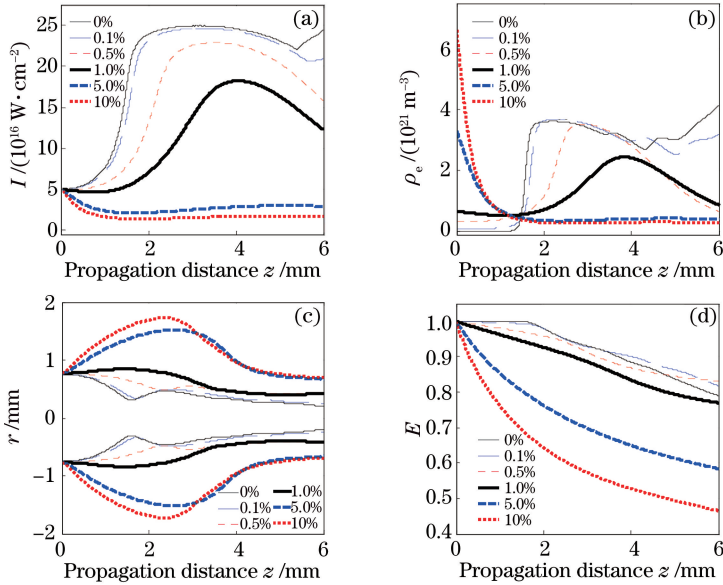 (a)
0%
0.1%
0.5%
1.0%
5.0%
10%
25
20
15
10
5
0
I /(10¹⁶ W·cm⁻²)
0 2 4 6
Propagation distance z /mm
(b)
0%
0.1%
0.5%
1.0%
5.0%
10%
6
4
2
0
ρₑ /(10²¹ m⁻³)
0 2 4 6
Propagation distance z /mm
(c)
2
1
0
−1
−2
r /mm
0% 1.0%
0.1% 5.0%
0.5% 10%
0 2 4 6
Propagation distance z /mm
(d)
1.0
0.9
0.8
0.7
0.6
0.5
0.4
E
0%
0.1%
0.5%
1.0%
5.0%
10%
0 2 4 6
Propagation distance z /mm